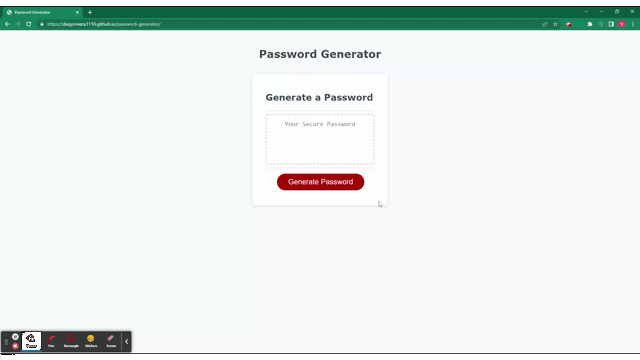 Password Generator
https://diegorivera1110.github.io/password-generator/
Password Generator
Generate a Password
Your Secure Password
Generate Password
Pen
Rectangle
Stickers
Eraser